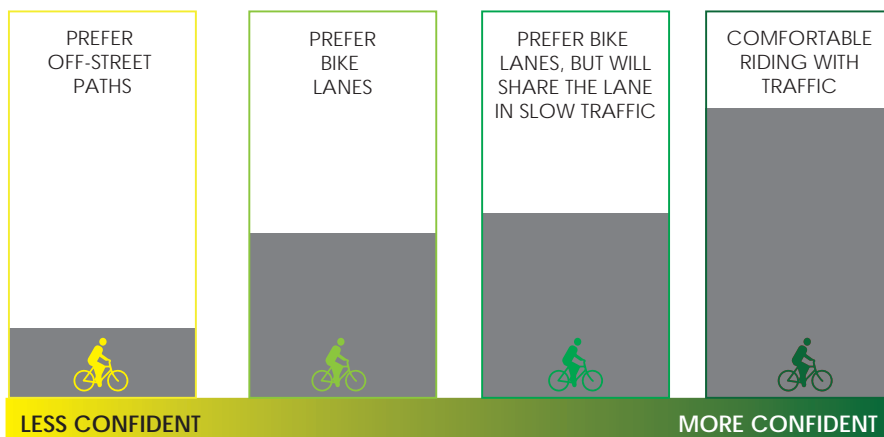 PREFER
OFF-STREET
PATHS
PREFER
BIKE
LANES
PREFER BIKE
LANES, BUT WILL
SHARE THE LANE
IN SLOW TRAFFIC
COMFORTABLE
RIDING WITH
TRAFFIC
LESS CONFIDENT
MORE CONFIDENT